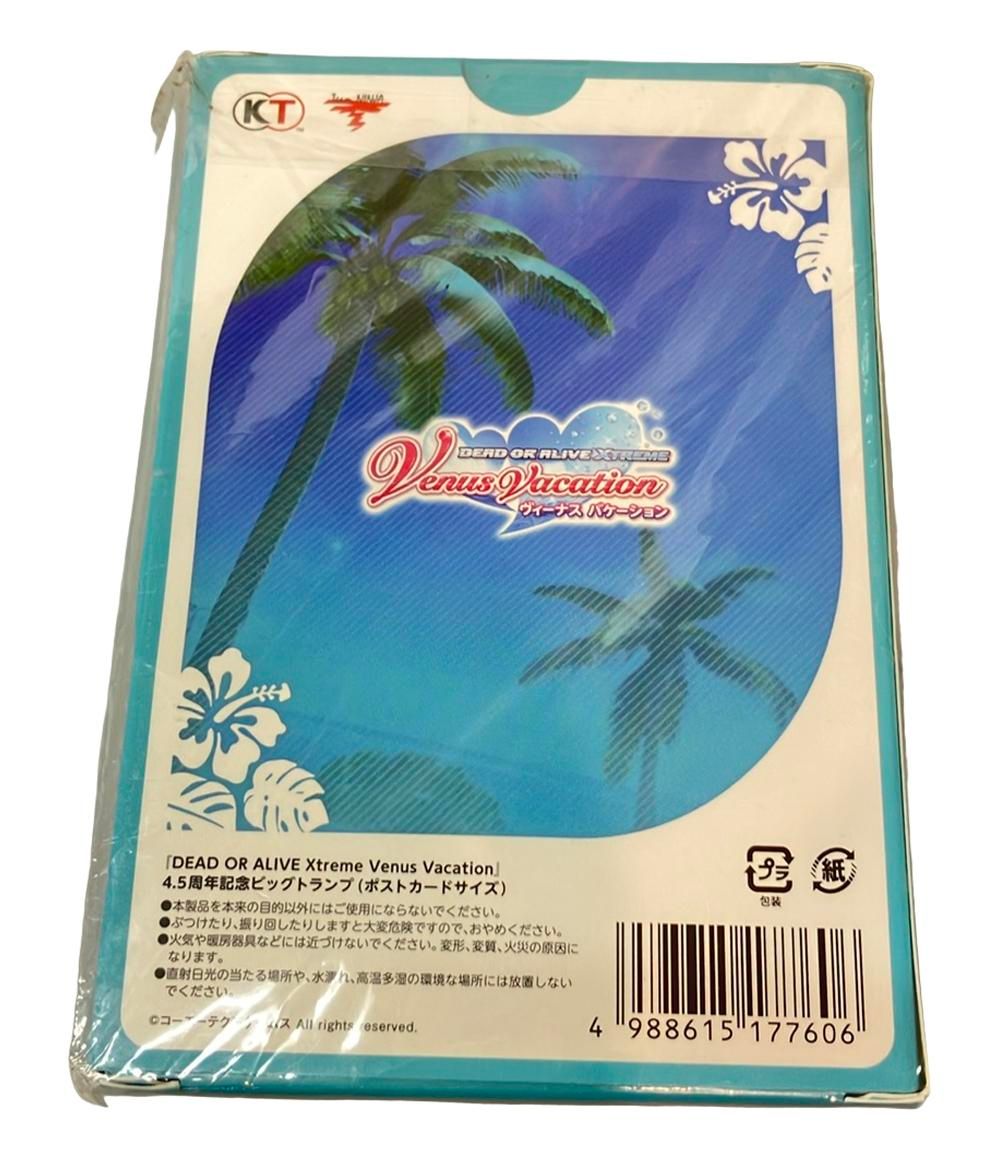 KT
TM
DEAD OR ALIVE XTREME
Venus Vacation
ヴィーナス バケーション
『DEAD OR ALIVE Xtreme Venus Vacation』
4.5周年記念ビッグトランプ(ポストカードサイズ)
●本製品を本来の目的以外にはご使用にならないでください。
●ぶつけたり、振り回したりしますと大変危険ですので、おやめください。
●火気や暖房器具などには近づけないでください。変形、変質、火災の原因に
なります。
●直射日光の当たる場所や、水濡れ、高温多湿の環境な場所には放置しない
でください。
©コーエーテク All rights reserved.
プラ
包装
紙
4 988615 177606